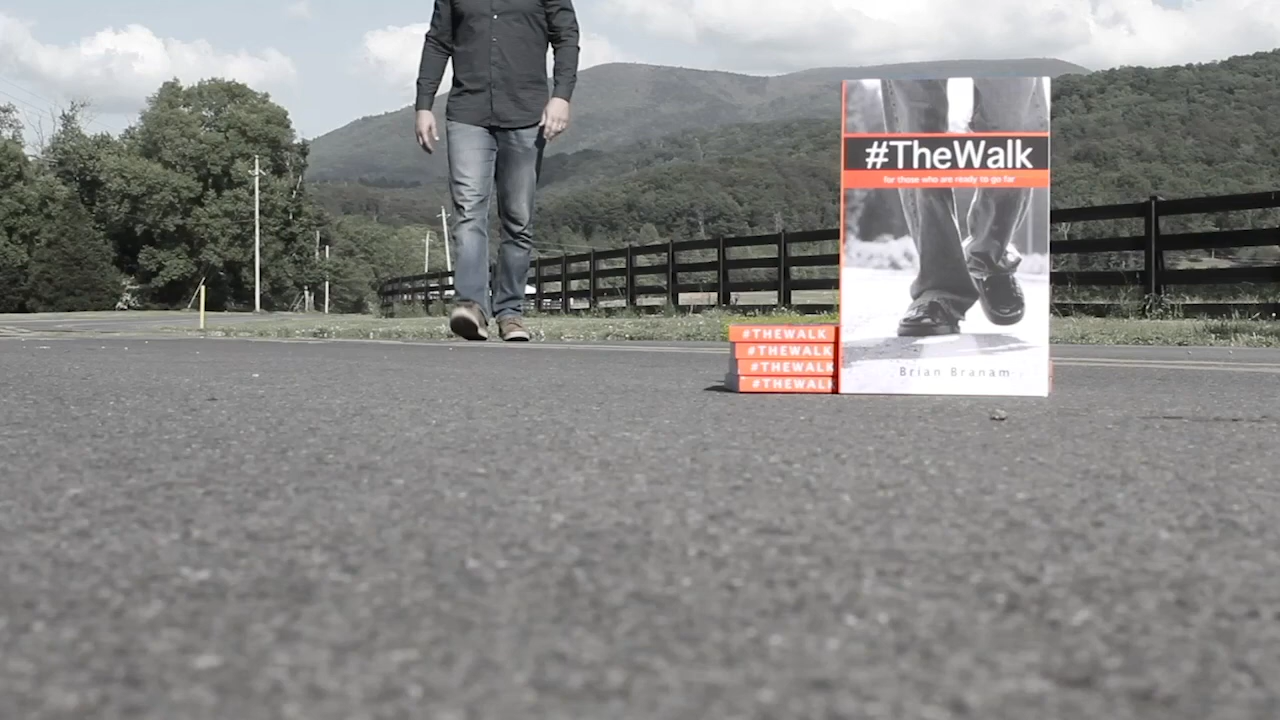 #TheWalk
for those who are ready to go far
Brian Branam
#THEWALK
#THEWALK
#THEWALK
#THEWALK